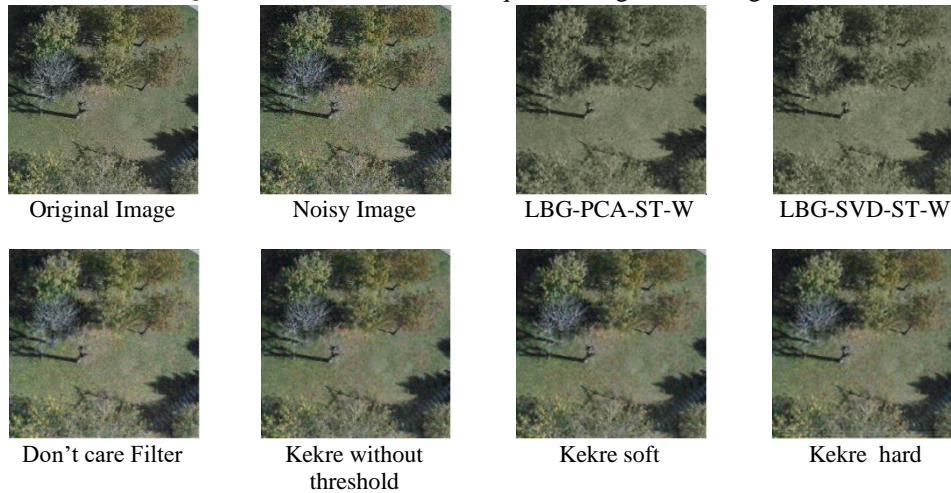 Original Image
Noisy Image
LBG-PCA-ST-W
LBG-SVD-ST-W
Don't care Filter
Kekre without
threshold
Kekre soft
Kekre hard